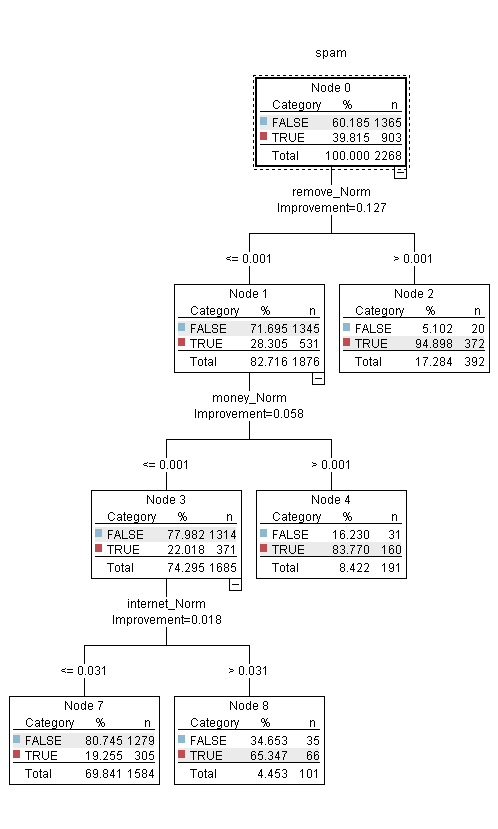 spam
Node 0
Category % n
FALSE 60.185 1365
TRUE 39.815 903
Total 100.000 2268
remove_Norm
Improvement=0.127
<= 0.001
> 0.001
Node 1
Category % n
FALSE 71.695 1345
TRUE 28.305 531
Total 82.716 1876
Node 2
Category % n
FALSE 5.102 20
TRUE 94.898 372
Total 17.284 392
money_Norm
Improvement=0.058
<= 0.001
> 0.001
Node 3
Category % n
FALSE 77.982 1314
TRUE 22.018 371
Total 74.295 1685
Node 4
Category % n
FALSE 16.230 31
TRUE 83.770 160
Total 8.422 191
internet_Norm
Improvement=0.018
<= 0.031
> 0.031
Node 7
Category % n
FALSE 80.745 1279
TRUE 19.255 305
Total 69.841 1584
Node 8
Category % n
FALSE 34.653 35
TRUE 65.347 66
Total 4.453 101